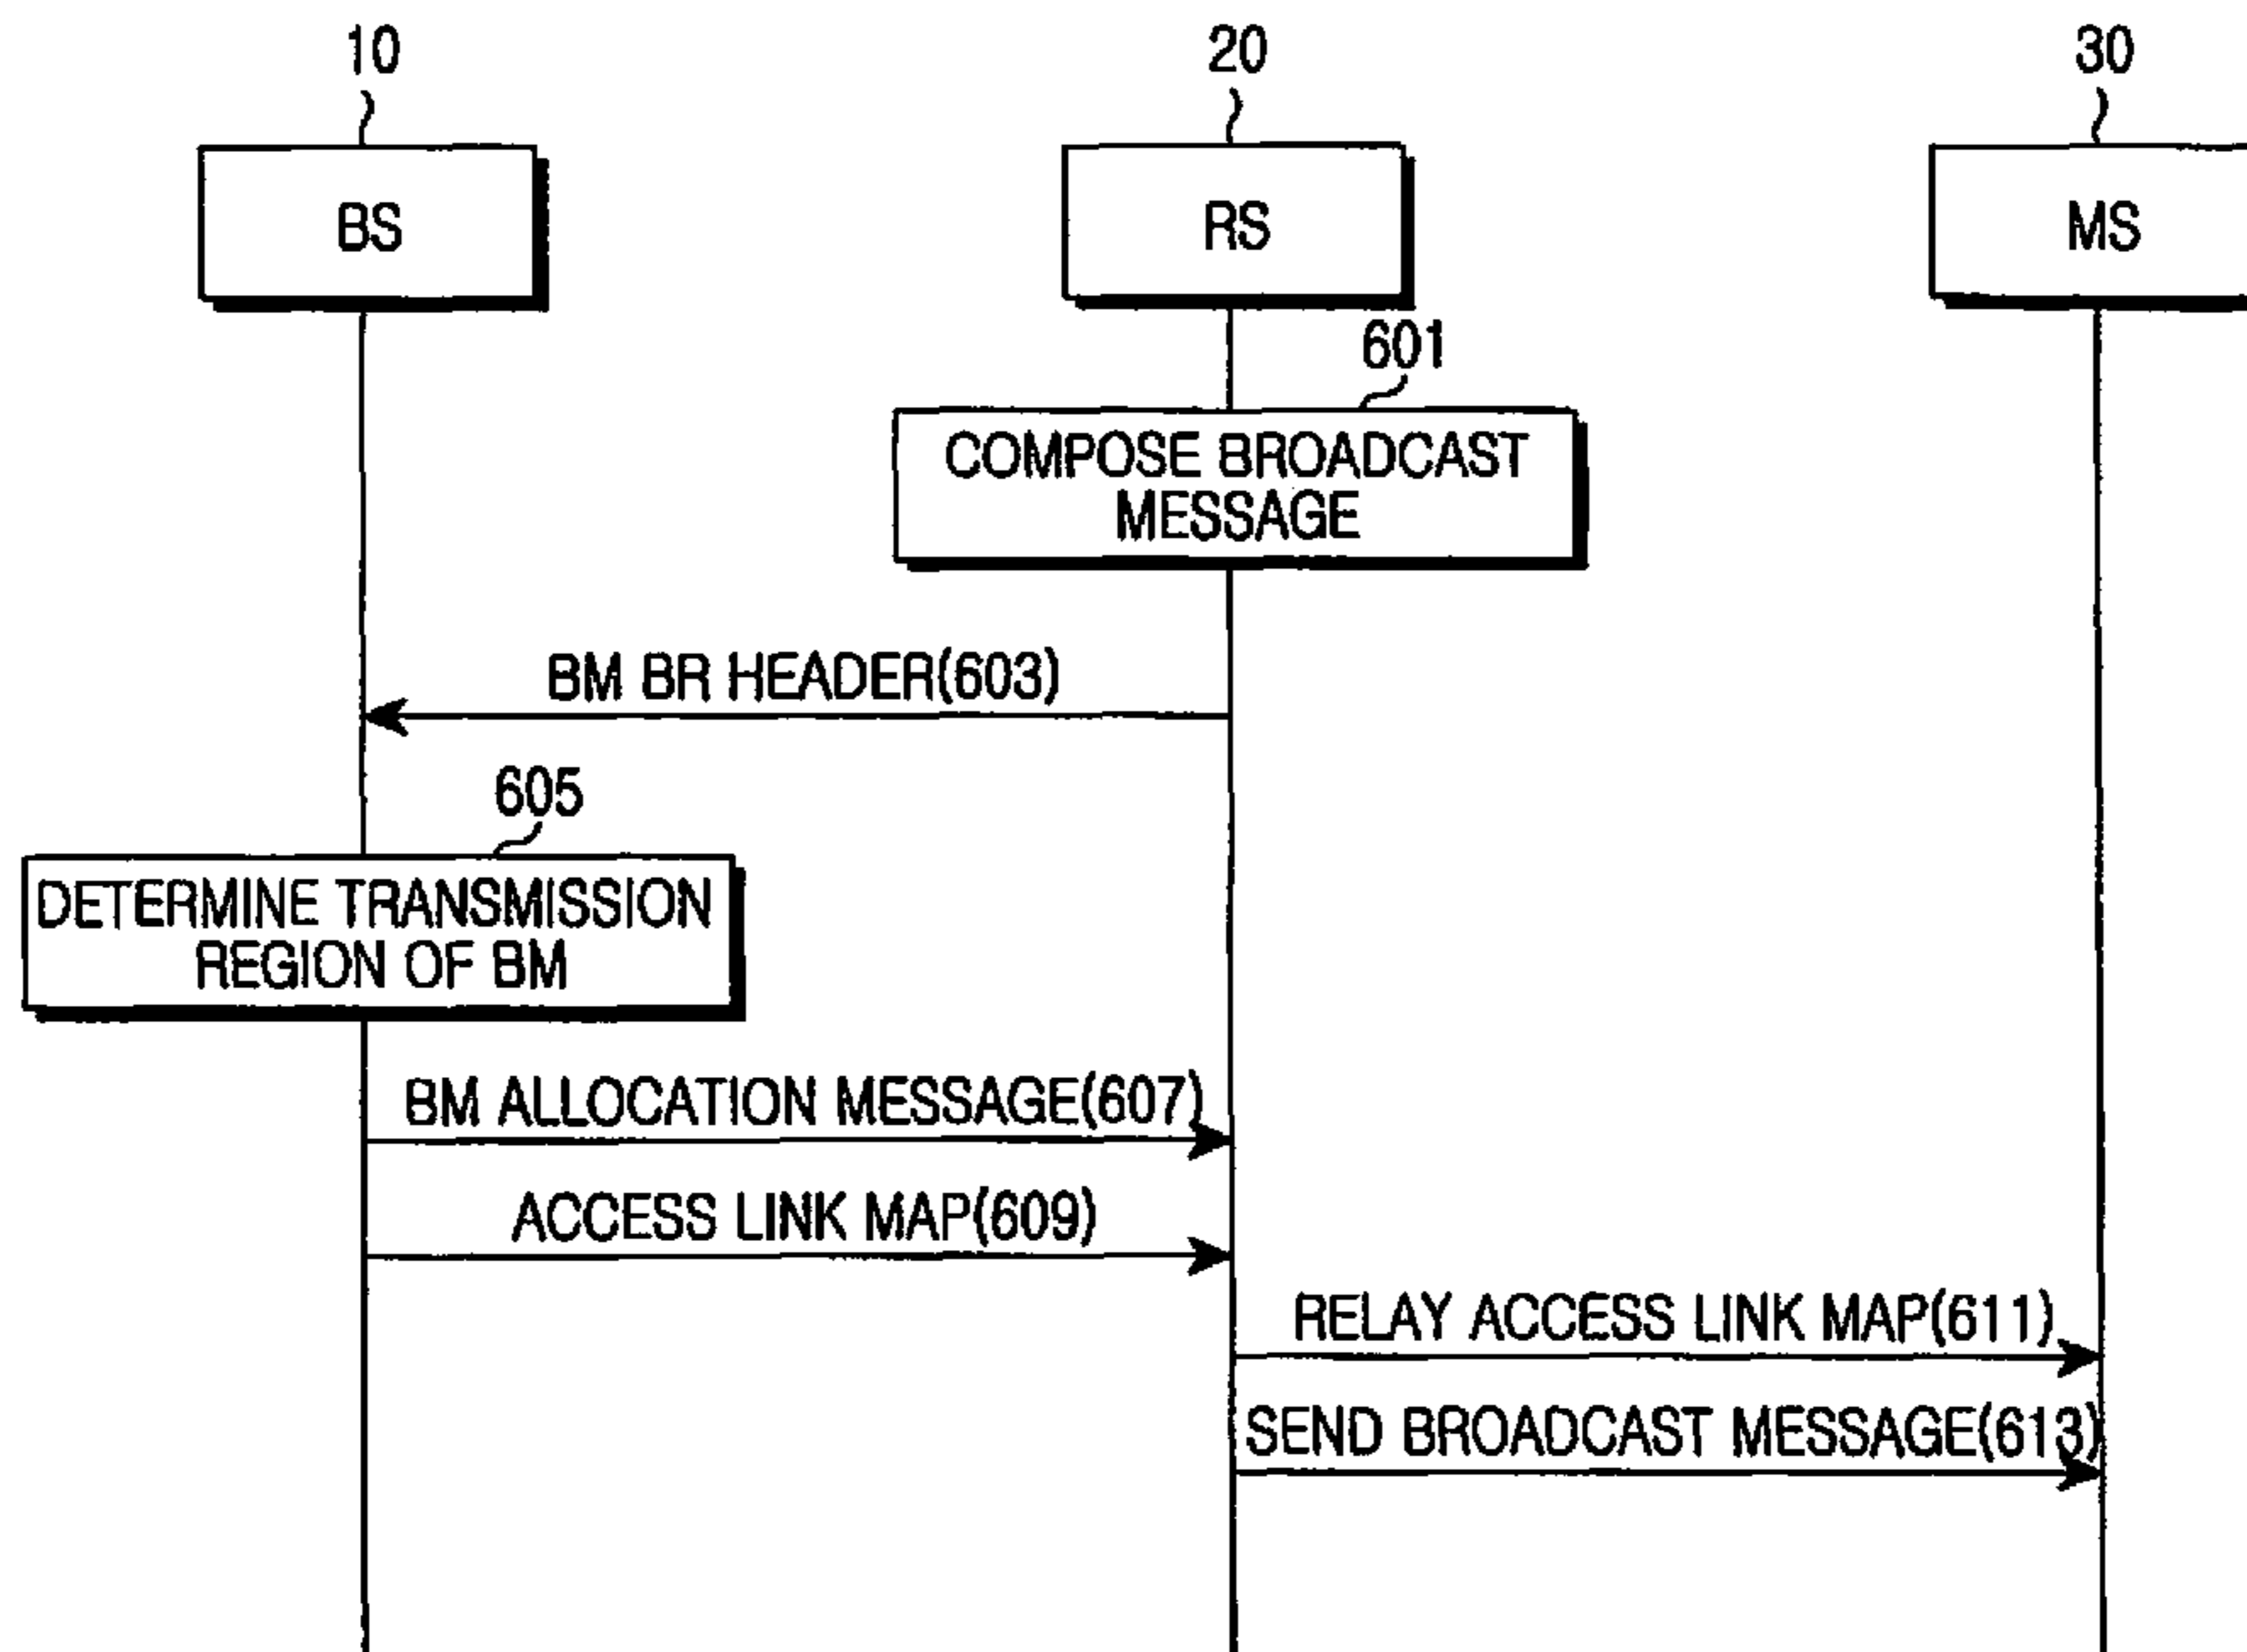 10
20
30
BS
RS
MS
601
COMPOSE BROADCAST
MESSAGE
BM BR HEADER(603)
605
DETERMINE TRANSMISSION
REGION OF BM
BM ALLOCATION MESSAGE(607)
ACCESS LINK MAP(609)
RELAY ACCESS LINK MAP(611)
SEND BROADCAST MESSAGE(613)